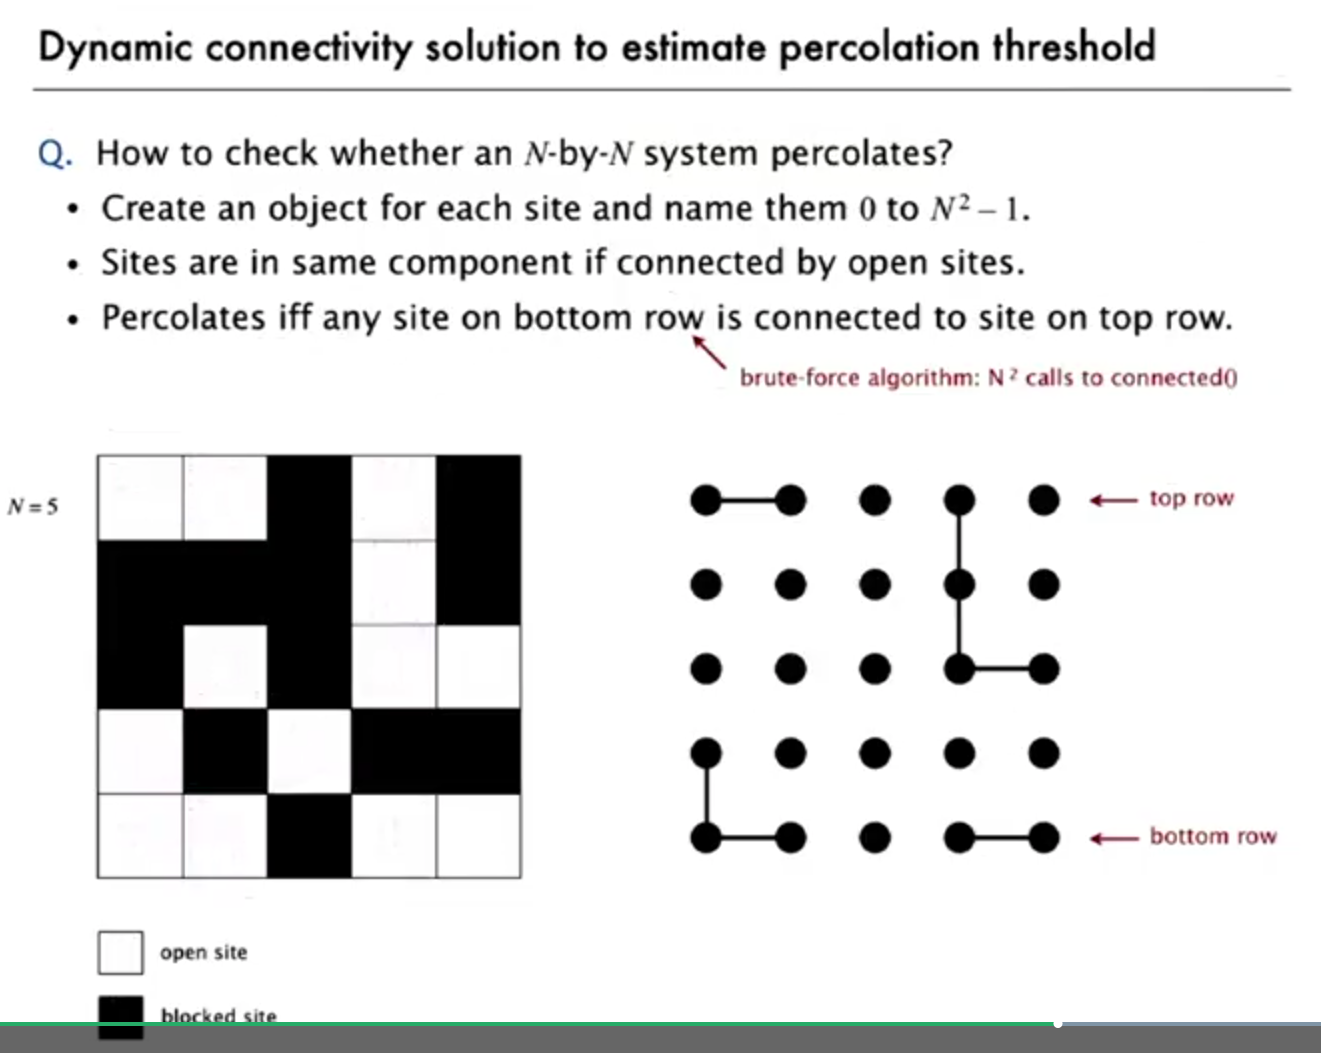 Dynamic connectivity solution to estimate percolation threshold
Q. How to check whether an N-by-N system percolates?
• Create an object for each site and name them 0 to N² – 1.
• Sites are in same component if connected by open sites.
• Percolates iff any site on bottom row is connected to site on top row.
brute-force algorithm: N² calls to connected()
N = 5
top row
bottom row
open site
blocked site